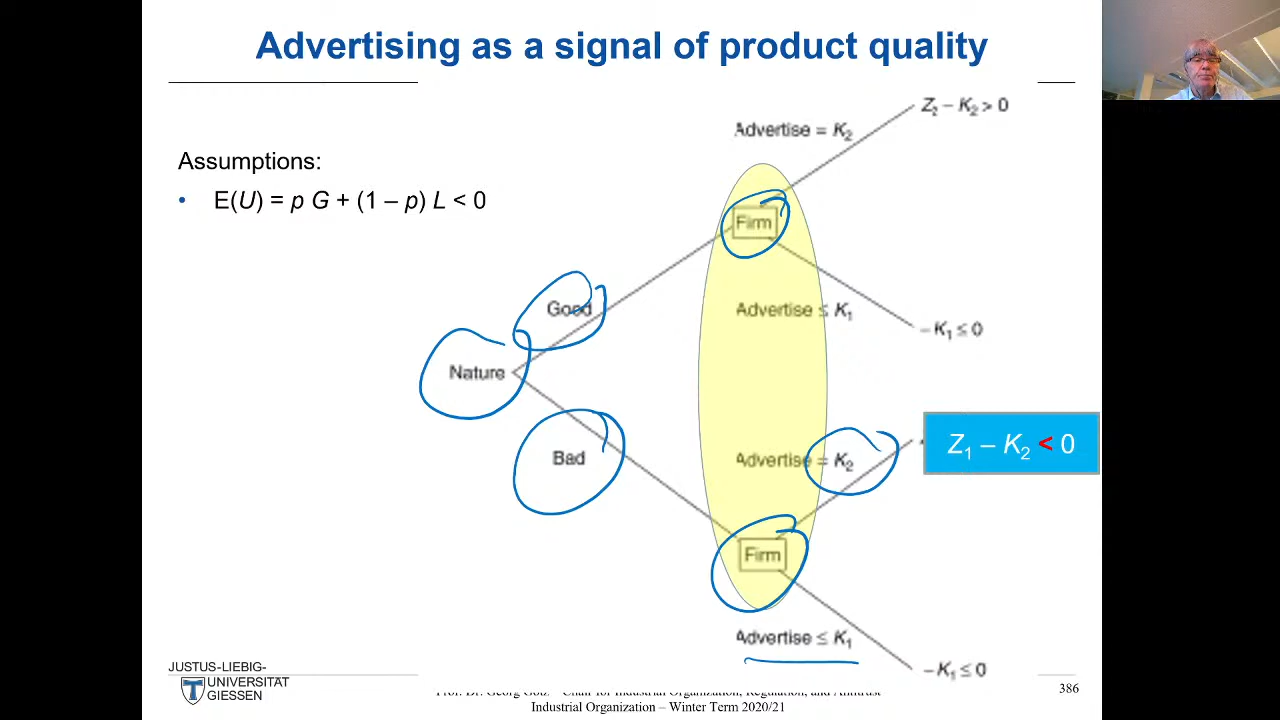 Advertising as a signal of product quality
Assumptions:
• E(U) = p G + (1 – p) L < 0
Nature
Good
Bad
Firm
Advertise = K₂
Z₂ – K₂ > 0
Advertise ≤ K₁
– K₁ ≤ 0
Advertise = K₂
Z₁ – K₂ < 0
Firm
Advertise ≤ K₁
– K₁ ≤ 0
JUSTUS-LIEBIG-
UNIVERSITAT
GIESSEN
Prof. Dr. Georg Götz – Chair for Industrial Organization, Regulation, and Antitrust
Industrial Organization – Winter Term 2020/21
386